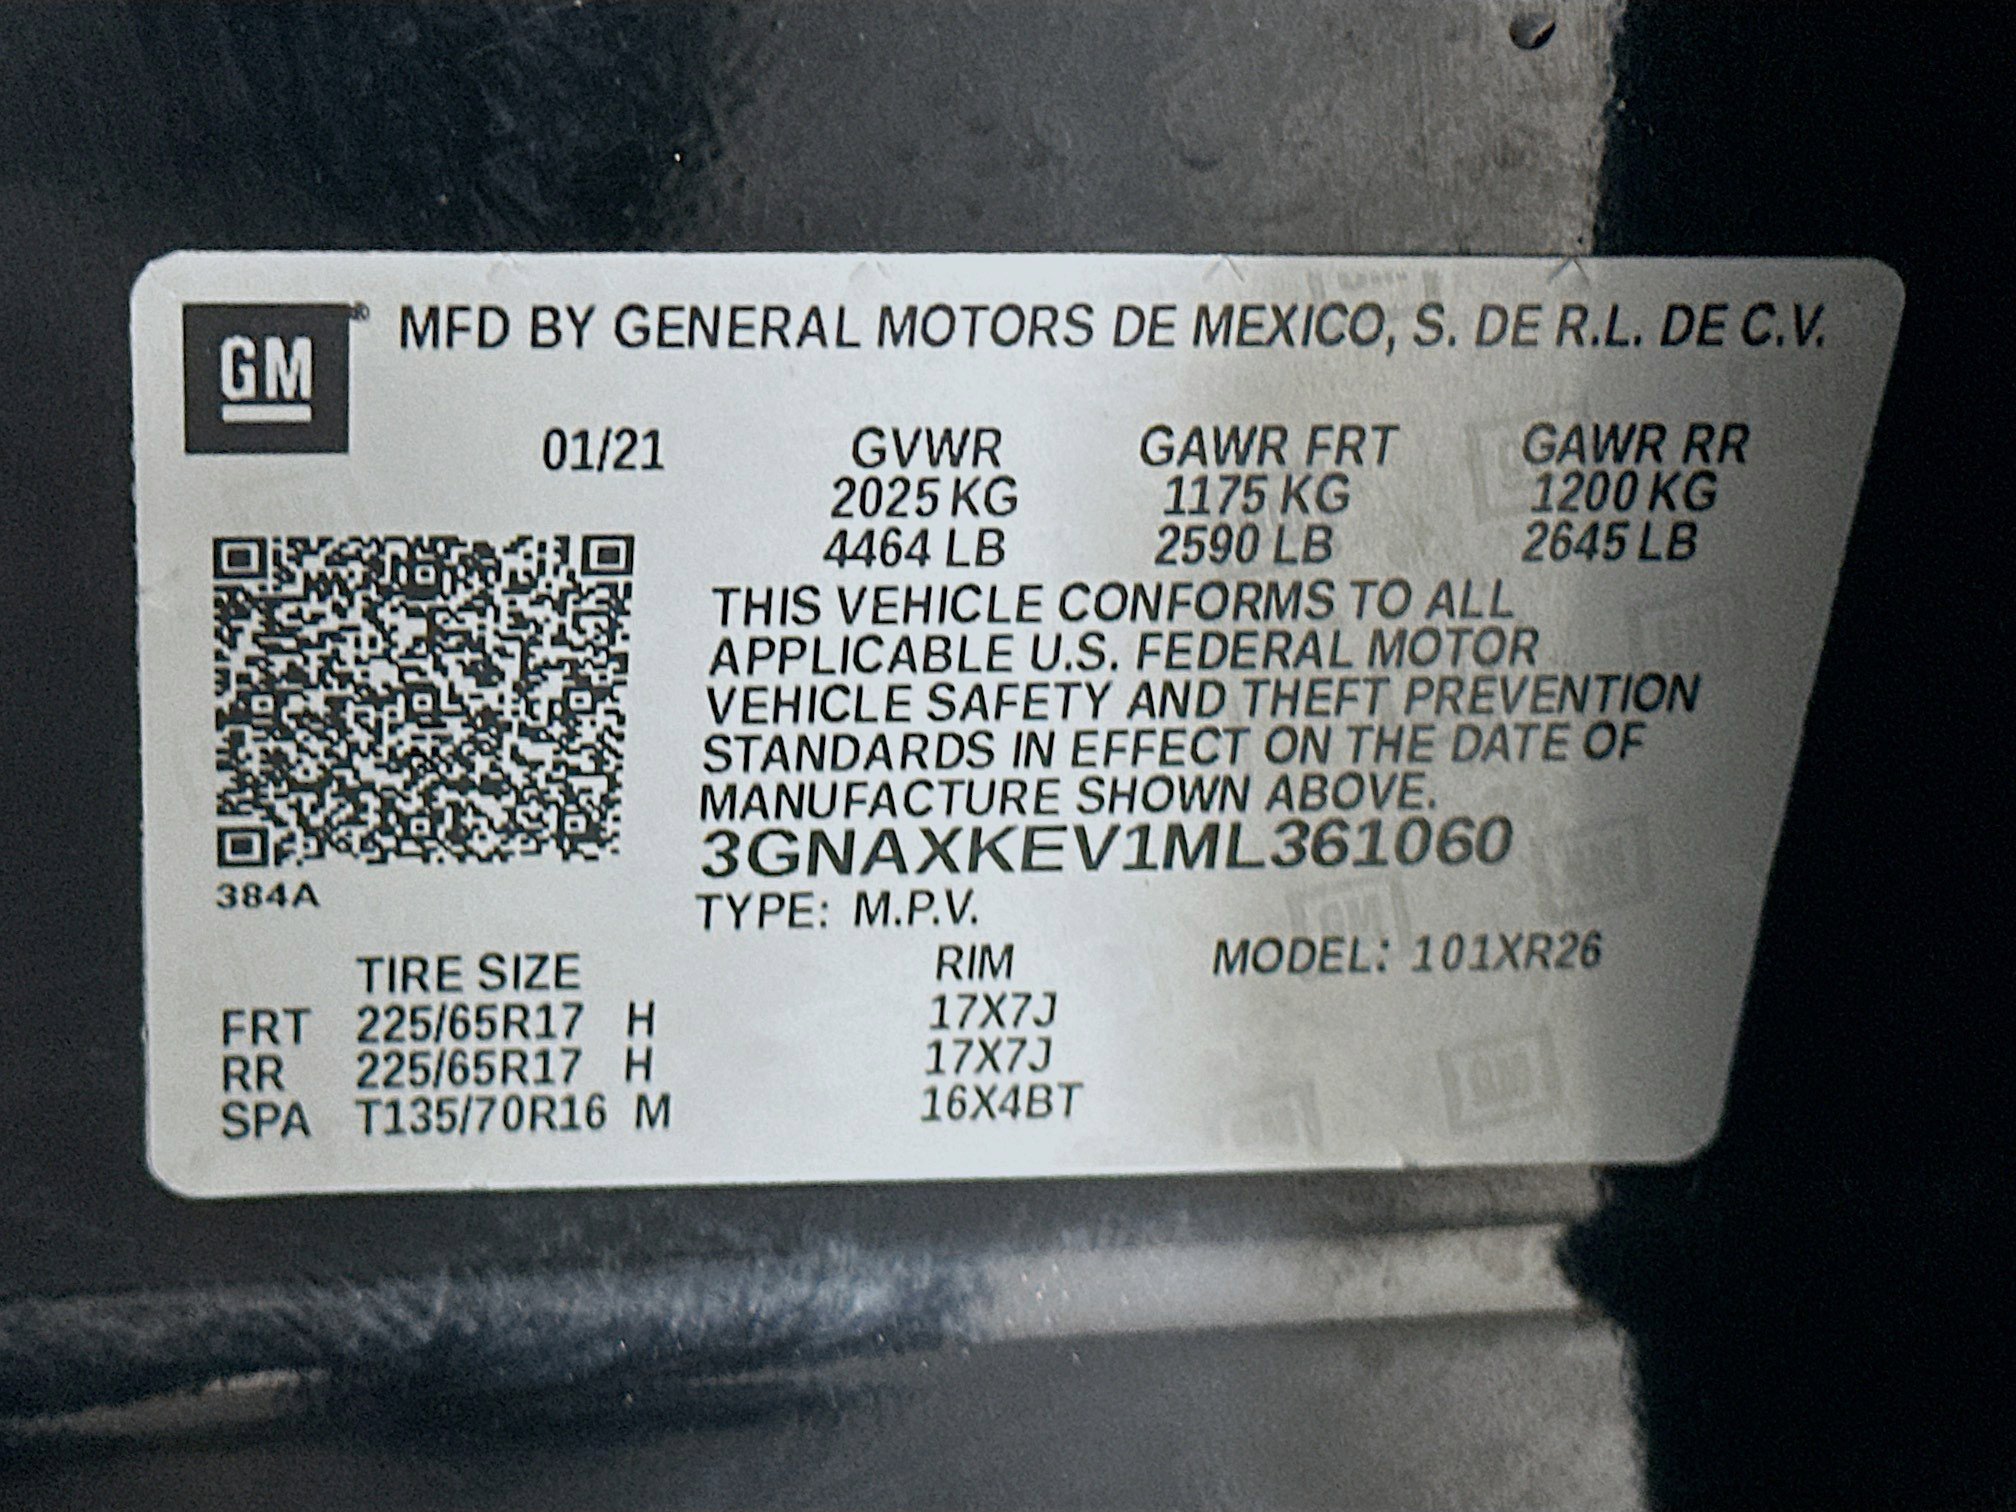 GM® MFD BY GENERAL MOTORS DE MEXICO, S. DE R.L. DE C.V.
01/21 GVWR GAWR FRT GAWR RR
2025 KG 1175 KG 1200 KG
4464 LB 2590 LB 2645 LB
THIS VEHICLE CONFORMS TO ALL
APPLICABLE U.S. FEDERAL MOTOR
VEHICLE SAFETY AND THEFT PREVENTION
STANDARDS IN EFFECT ON THE DATE OF
MANUFACTURE SHOWN ABOVE.
3GNAXKEV1ML361060
384A
TYPE: M.P.V.
TIRE SIZE RIM MODEL: 101XR26
FRT 225/65R17 H 17X7J
RR 225/65R17 H 17X7J
SPA T135/70R16 M 16X4BT